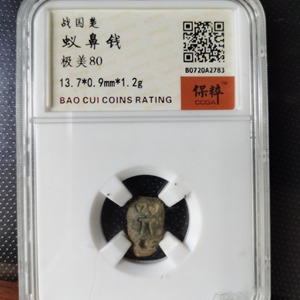 战国楚
蚁鼻钱
极美80
13.7*0.9mm*1.2g
BAO CUI COINS RATING
B0720A2783
保粹
CCGA